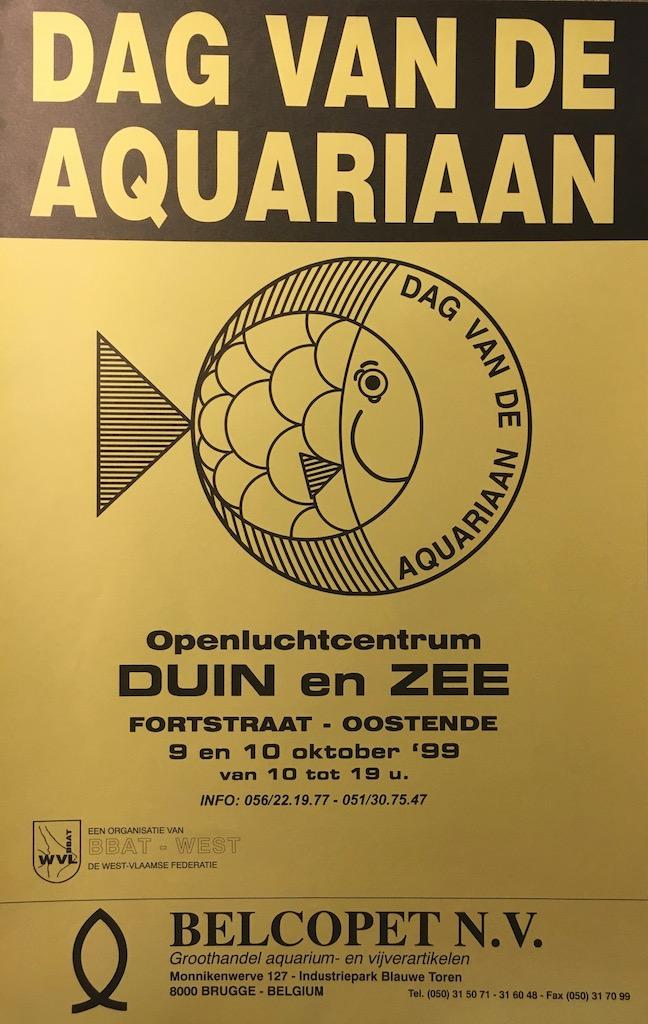 DAG VAN DE
AQUARIAAN
DAG VAN DE
AQUARIAAN
Openluchtcentrum
DUIN en ZEE
FORTSTRAAT - OOSTENDE
9 en 10 oktober '99
van 10 tot 19 u.
INFO: 056/22.19.77 - 051/30.75.47
WVL
BBAT
EEN ORGANISATIE VAN
BBAT - WEST
DE WEST-VLAAMSE FEDERATIE
BELCOPET N.V.
Groothandel aquarium- en vijverartikelen
Monnikenwerve 127 - Industriepark Blauwe Toren
8000 BRUGGE - BELGIUM
Tel. (050) 31 50 71 - 31 60 48 - Fax (050) 31 70 99